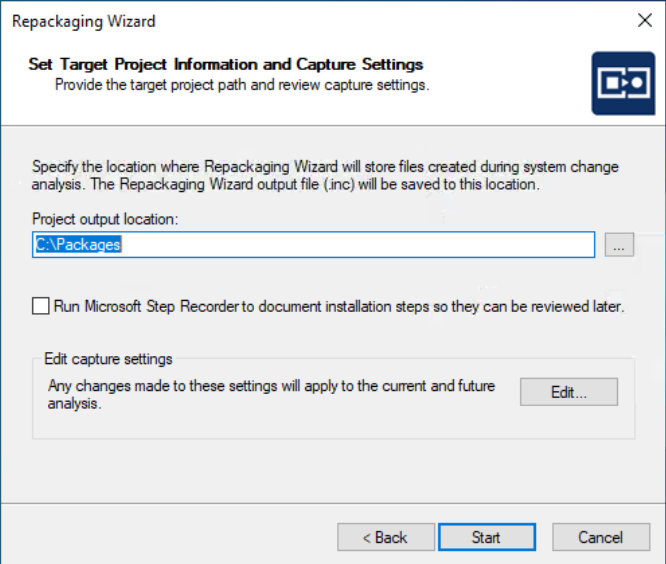 Repackaging Wizard
Set Target Project Information and Capture Settings
Provide the target project path and review capture settings.
Specify the location where Repackaging Wizard will store files created during system change
analysis. The Repackaging Wizard output file (.inc) will be saved to this location.
Project output location:
C:\Packages
...
Run Microsoft Step Recorder to document installation steps so they can be reviewed later.
Edit capture settings
Any changes made to these settings will apply to the current and future
analysis.
Edit...
< Back
Start
Cancel